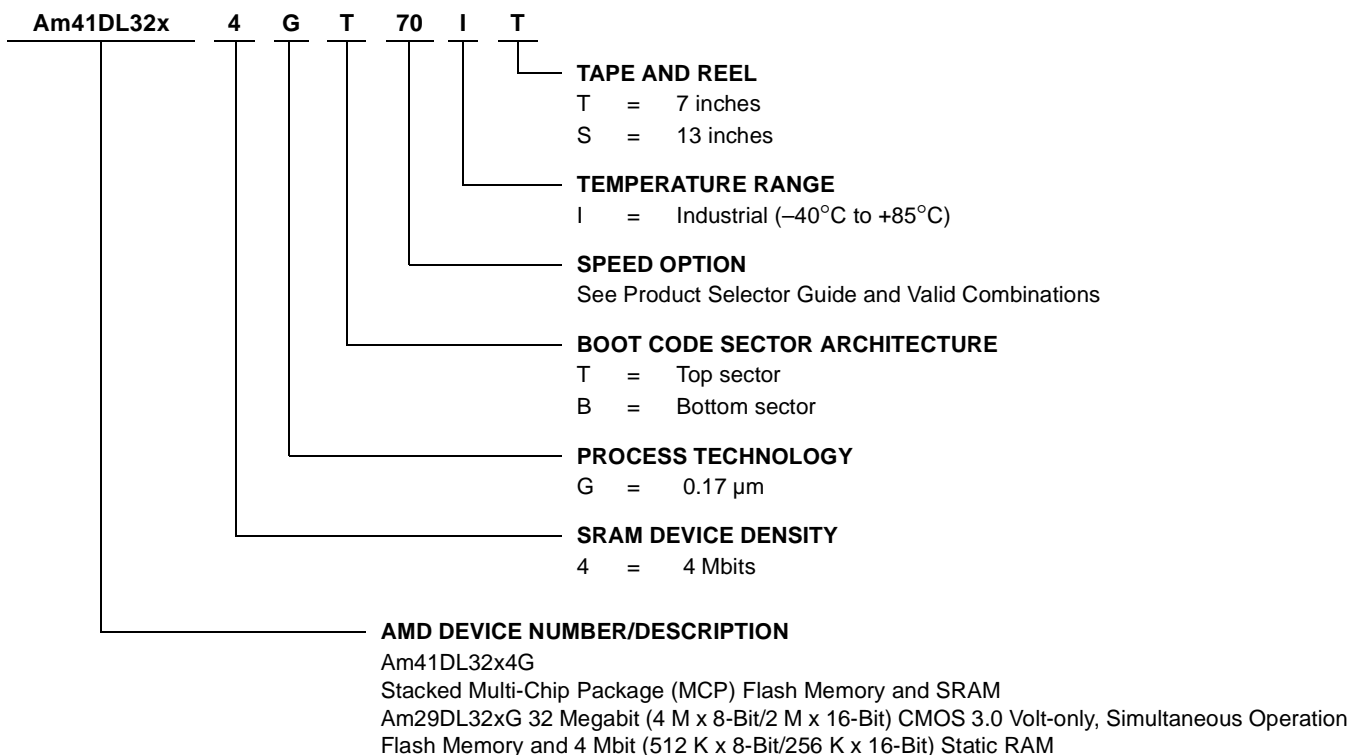 Am41DL32x 4 G T 70 I T
TAPE AND REEL
T = 7 inches
S = 13 inches
TEMPERATURE RANGE
I = Industrial (–40°C to +85°C)
SPEED OPTION
See Product Selector Guide and Valid Combinations
BOOT CODE SECTOR ARCHITECTURE
T = Top sector
B = Bottom sector
PROCESS TECHNOLOGY
G = 0.17 µm
SRAM DEVICE DENSITY
4 = 4 Mbits
AMD DEVICE NUMBER/DESCRIPTION
Am41DL32x4G
Stacked Multi-Chip Package (MCP) Flash Memory and SRAM
Am29DL32xG 32 Megabit (4 M x 8-Bit/2 M x 16-Bit) CMOS 3.0 Volt-only, Simultaneous Operation
Flash Memory and 4 Mbit (512 K x 8-Bit/256 K x 16-Bit) Static RAM